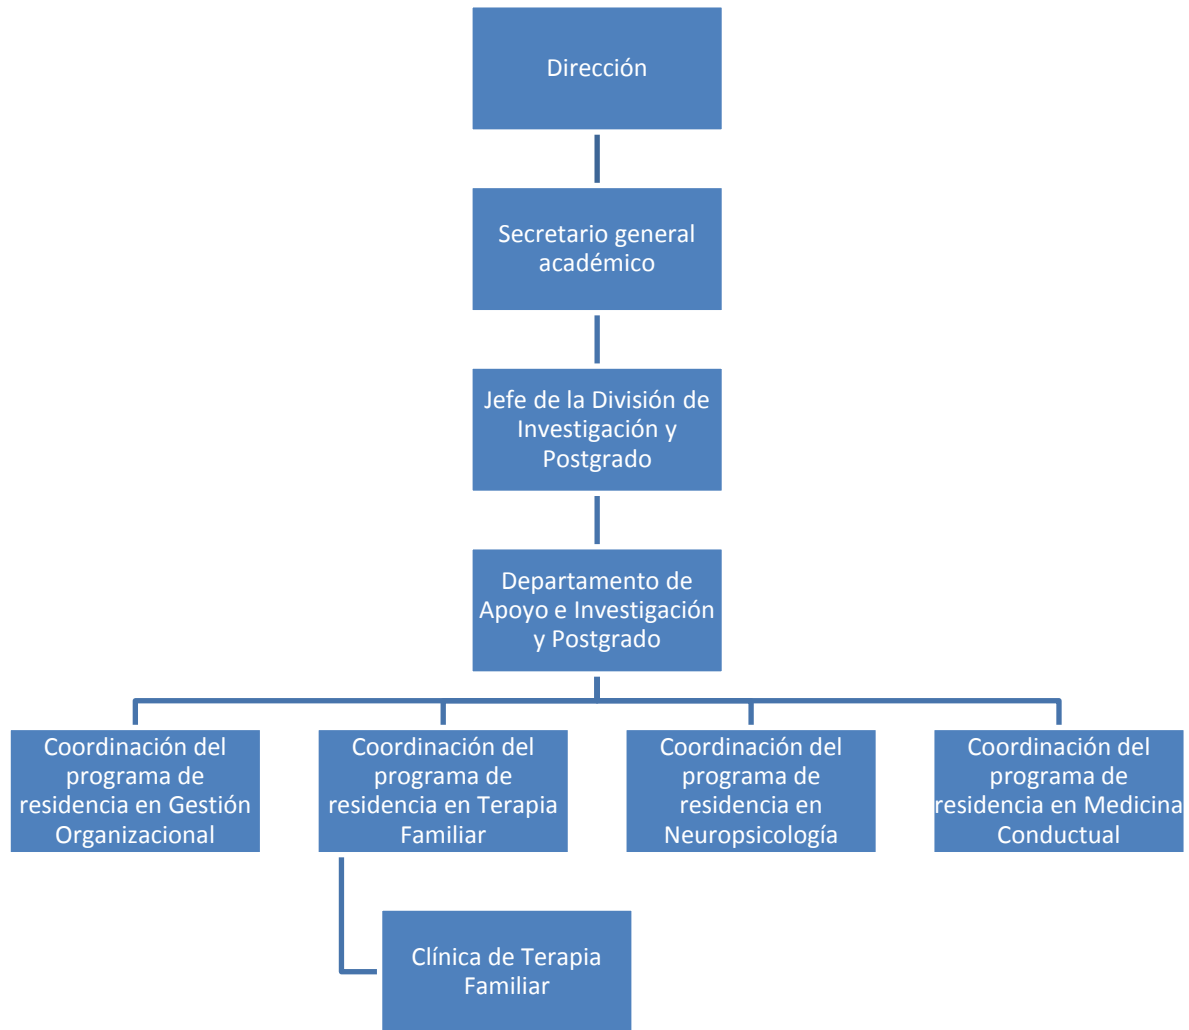 Dirección
Secretario general
académico
Jefe de la División de
Investigación y
Postgrado
Departamento de
Apoyo e Investigación
y Postgrado
Coordinación del
programa de
residencia en Gestión
Organizacional
Coordinación del
programa de
residencia en Terapia
Familiar
Coordinación del
programa de
residencia en
Neuropsicología
Coordinación del
programa de
residencia en Medicina
Conductual
Clínica de Terapia
Familiar